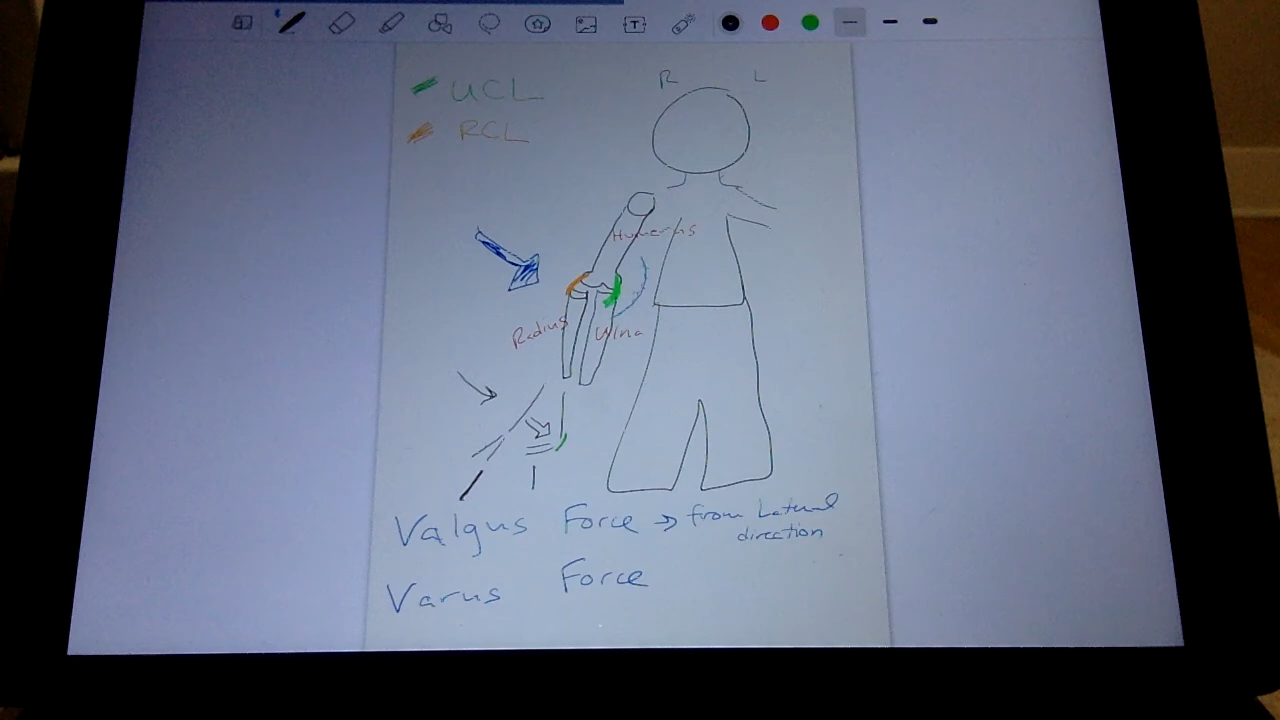 R L
UCL
RCL
Humerus
Radius Ulna
Valgus Force → from Lateral
direction
Varus Force